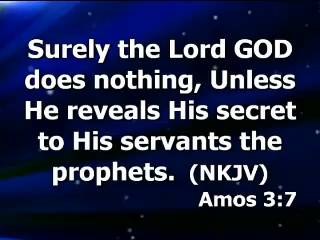 Surely the Lord GOD
does nothing, Unless
He reveals His secret
to His servants the
prophets. (NKJV)
Amos 3:7